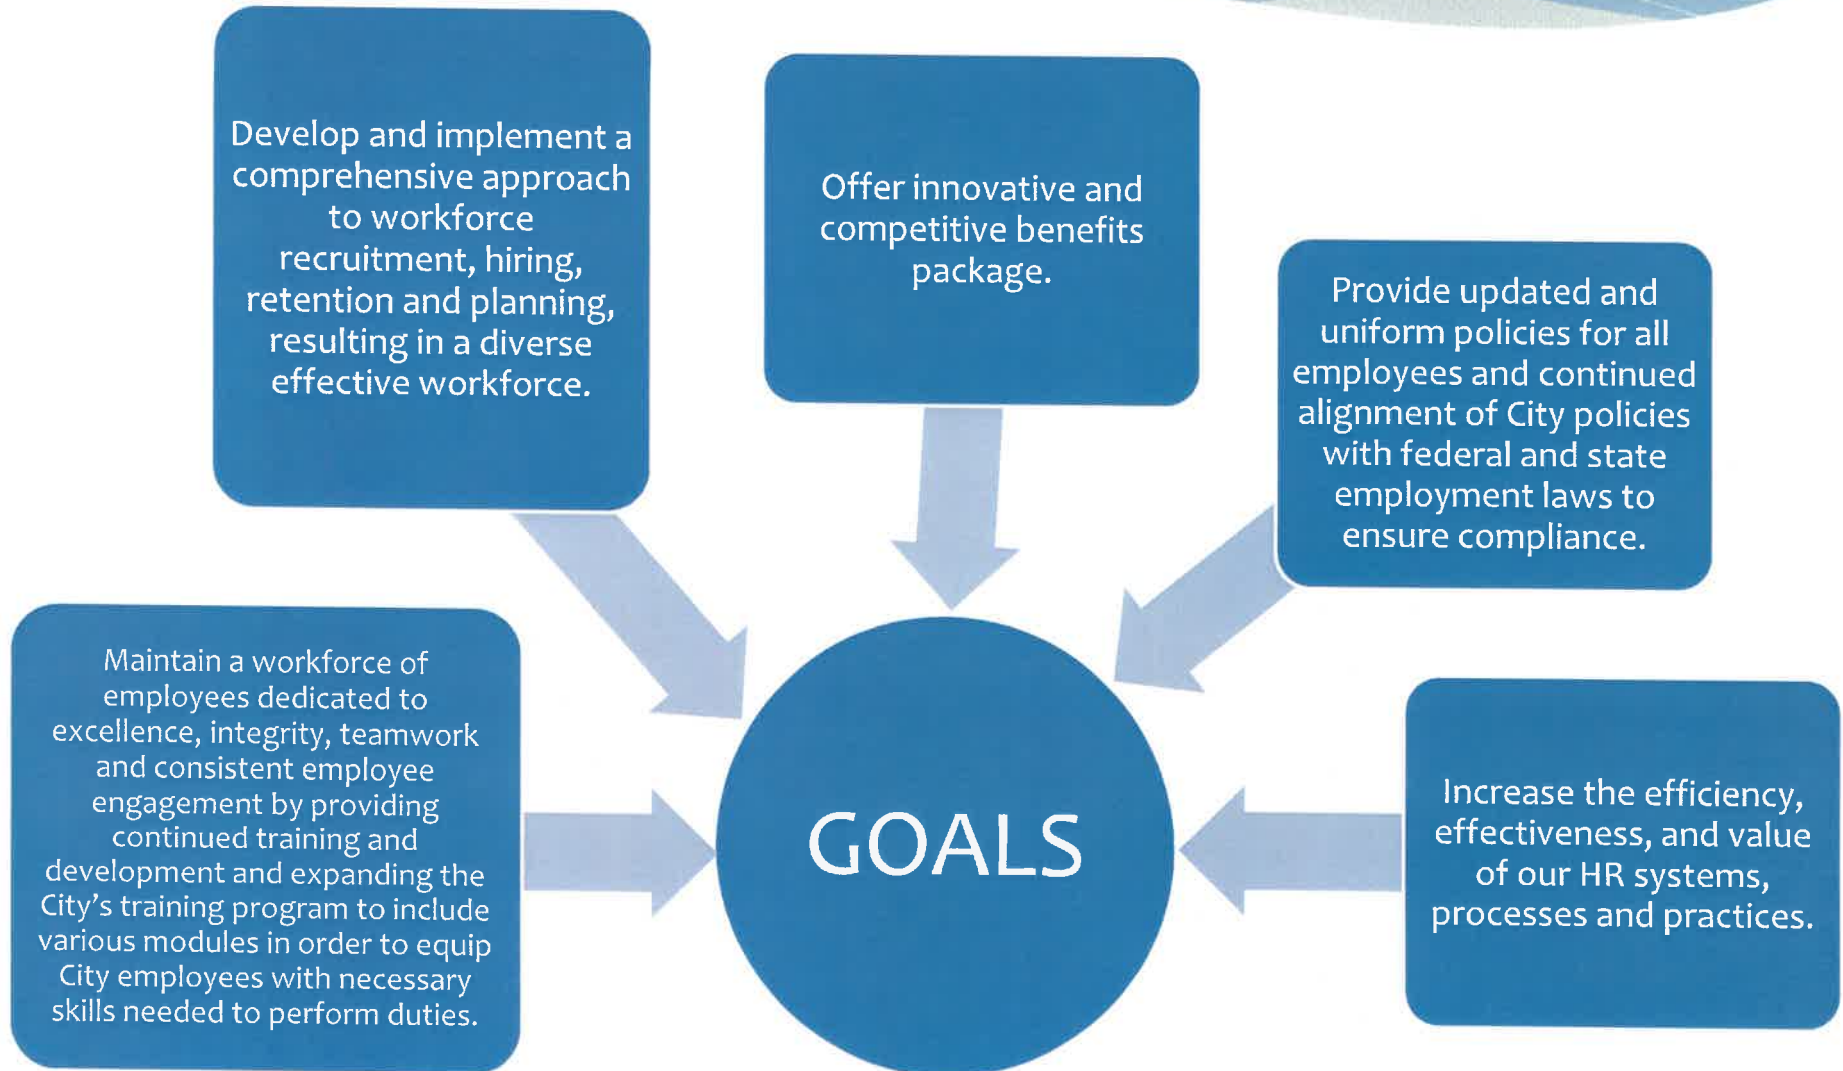 Develop and implement a
comprehensive approach
to workforce
recruitment, hiring,
retention and planning,
resulting in a diverse
effective workforce.
Offer innovative and
competitive benefits
package.
Provide updated and
uniform policies for all
employees and continued
alignment of City policies
with federal and state
employment laws to
ensure compliance.
Maintain a workforce of
employees dedicated to
excellence, integrity, teamwork
and consistent employee
engagement by providing
continued training and
development and expanding the
City’s training program to include
various modules in order to equip
City employees with necessary
skills needed to perform duties.
GOALS
Increase the efficiency,
effectiveness, and value
of our HR systems,
processes and practices.